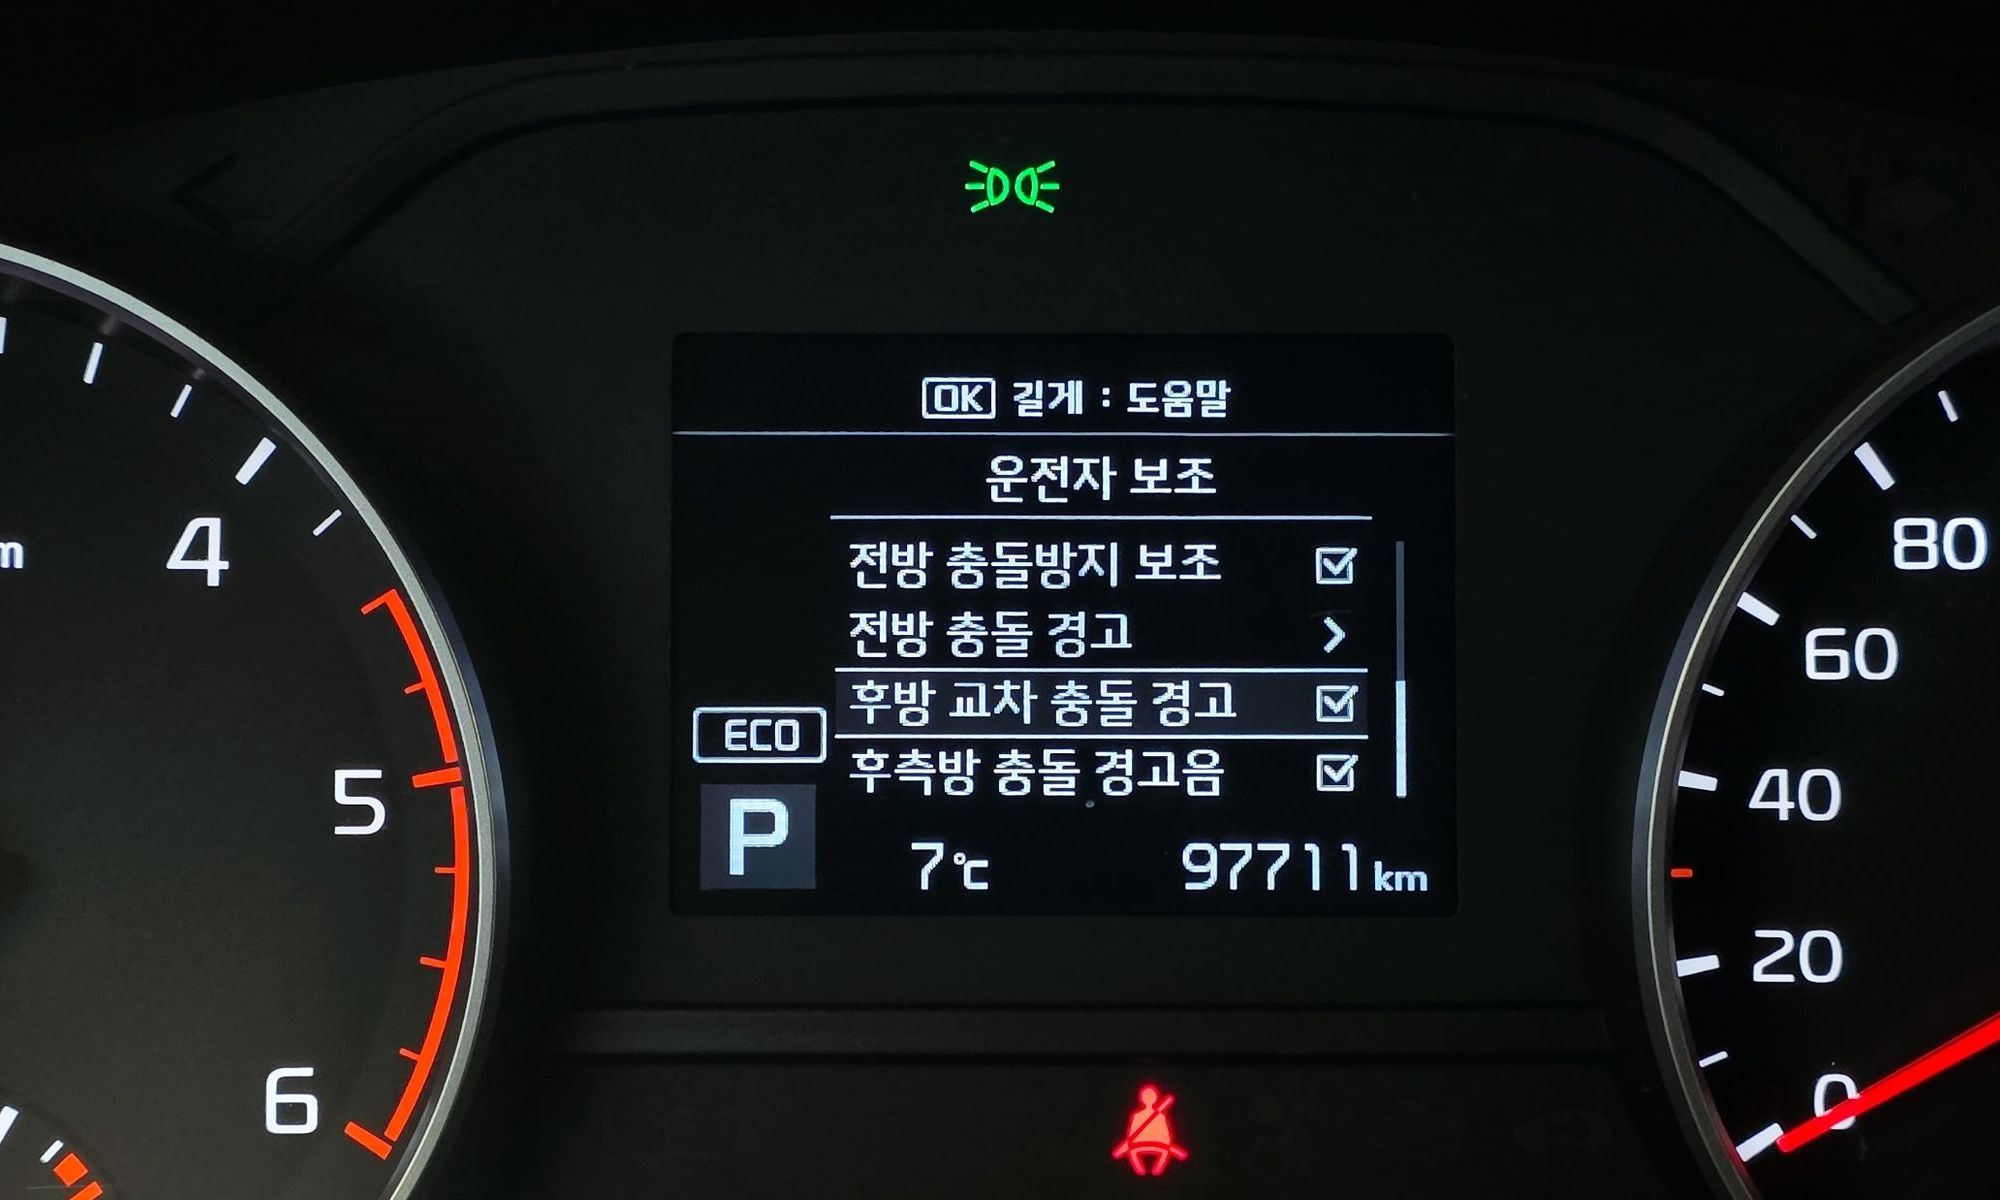 OK 길게 : 도움말
운전자 보조
전방 충돌방지 보조
전방 충돌 경고
후방 교차 충돌 경고
후측방 충돌 경고음
ECO
P
7℃ 97711km
4
5
6
80
60
40
20
0